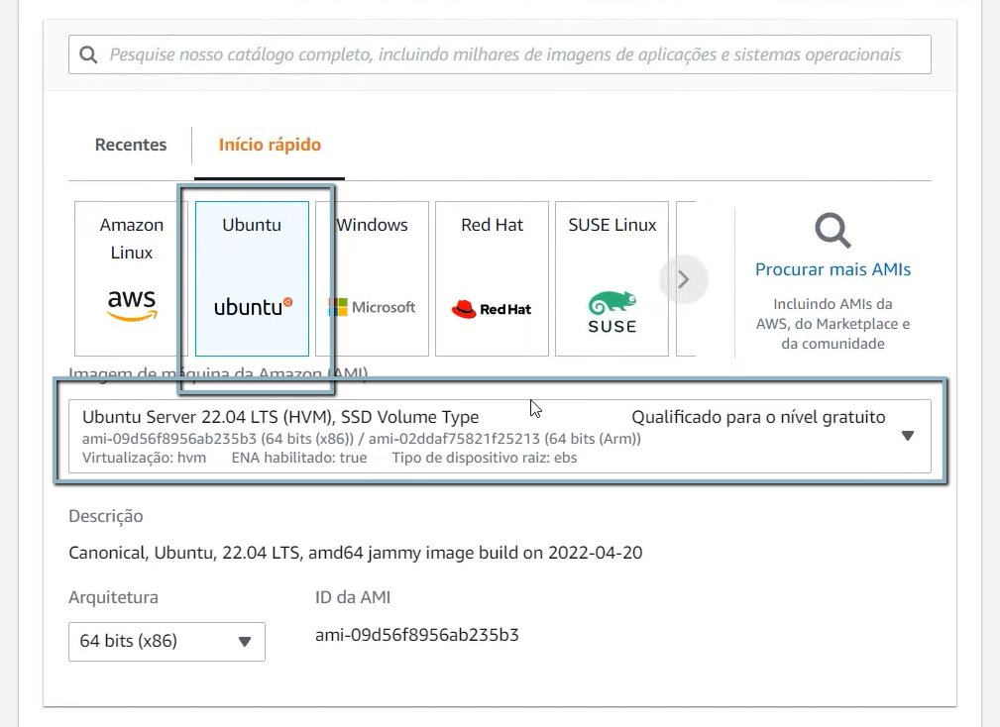 Pesquise nosso catálogo completo, incluindo milhares de imagens de aplicações e sistemas operacionais
Recentes
Início rápido
Amazon
Linux
aws
Ubuntu
ubuntu
Windows
Microsoft
Red Hat
Red Hat
SUSE Linux
SUSE
Procurar mais AMIs
Incluindo AMIs da
AWS, do Marketplace e
da comunidade
Imagem de máquina da Amazon (AMI)
Ubuntu Server 22.04 LTS (HVM), SSD Volume Type
Qualificado para o nível gratuito
ami-09d56f8956ab235b3 (64 bits (x86)) / ami-02ddaf75821f25213 (64 bits (Arm))
Virtualização: hvm ENA habilitado: true Tipo de dispositivo raiz: ebs
Descrição
Canonical, Ubuntu, 22.04 LTS, amd64 jammy image build on 2022-04-20
Arquitetura
64 bits (x86)
ID da AMI
ami-09d56f8956ab235b3